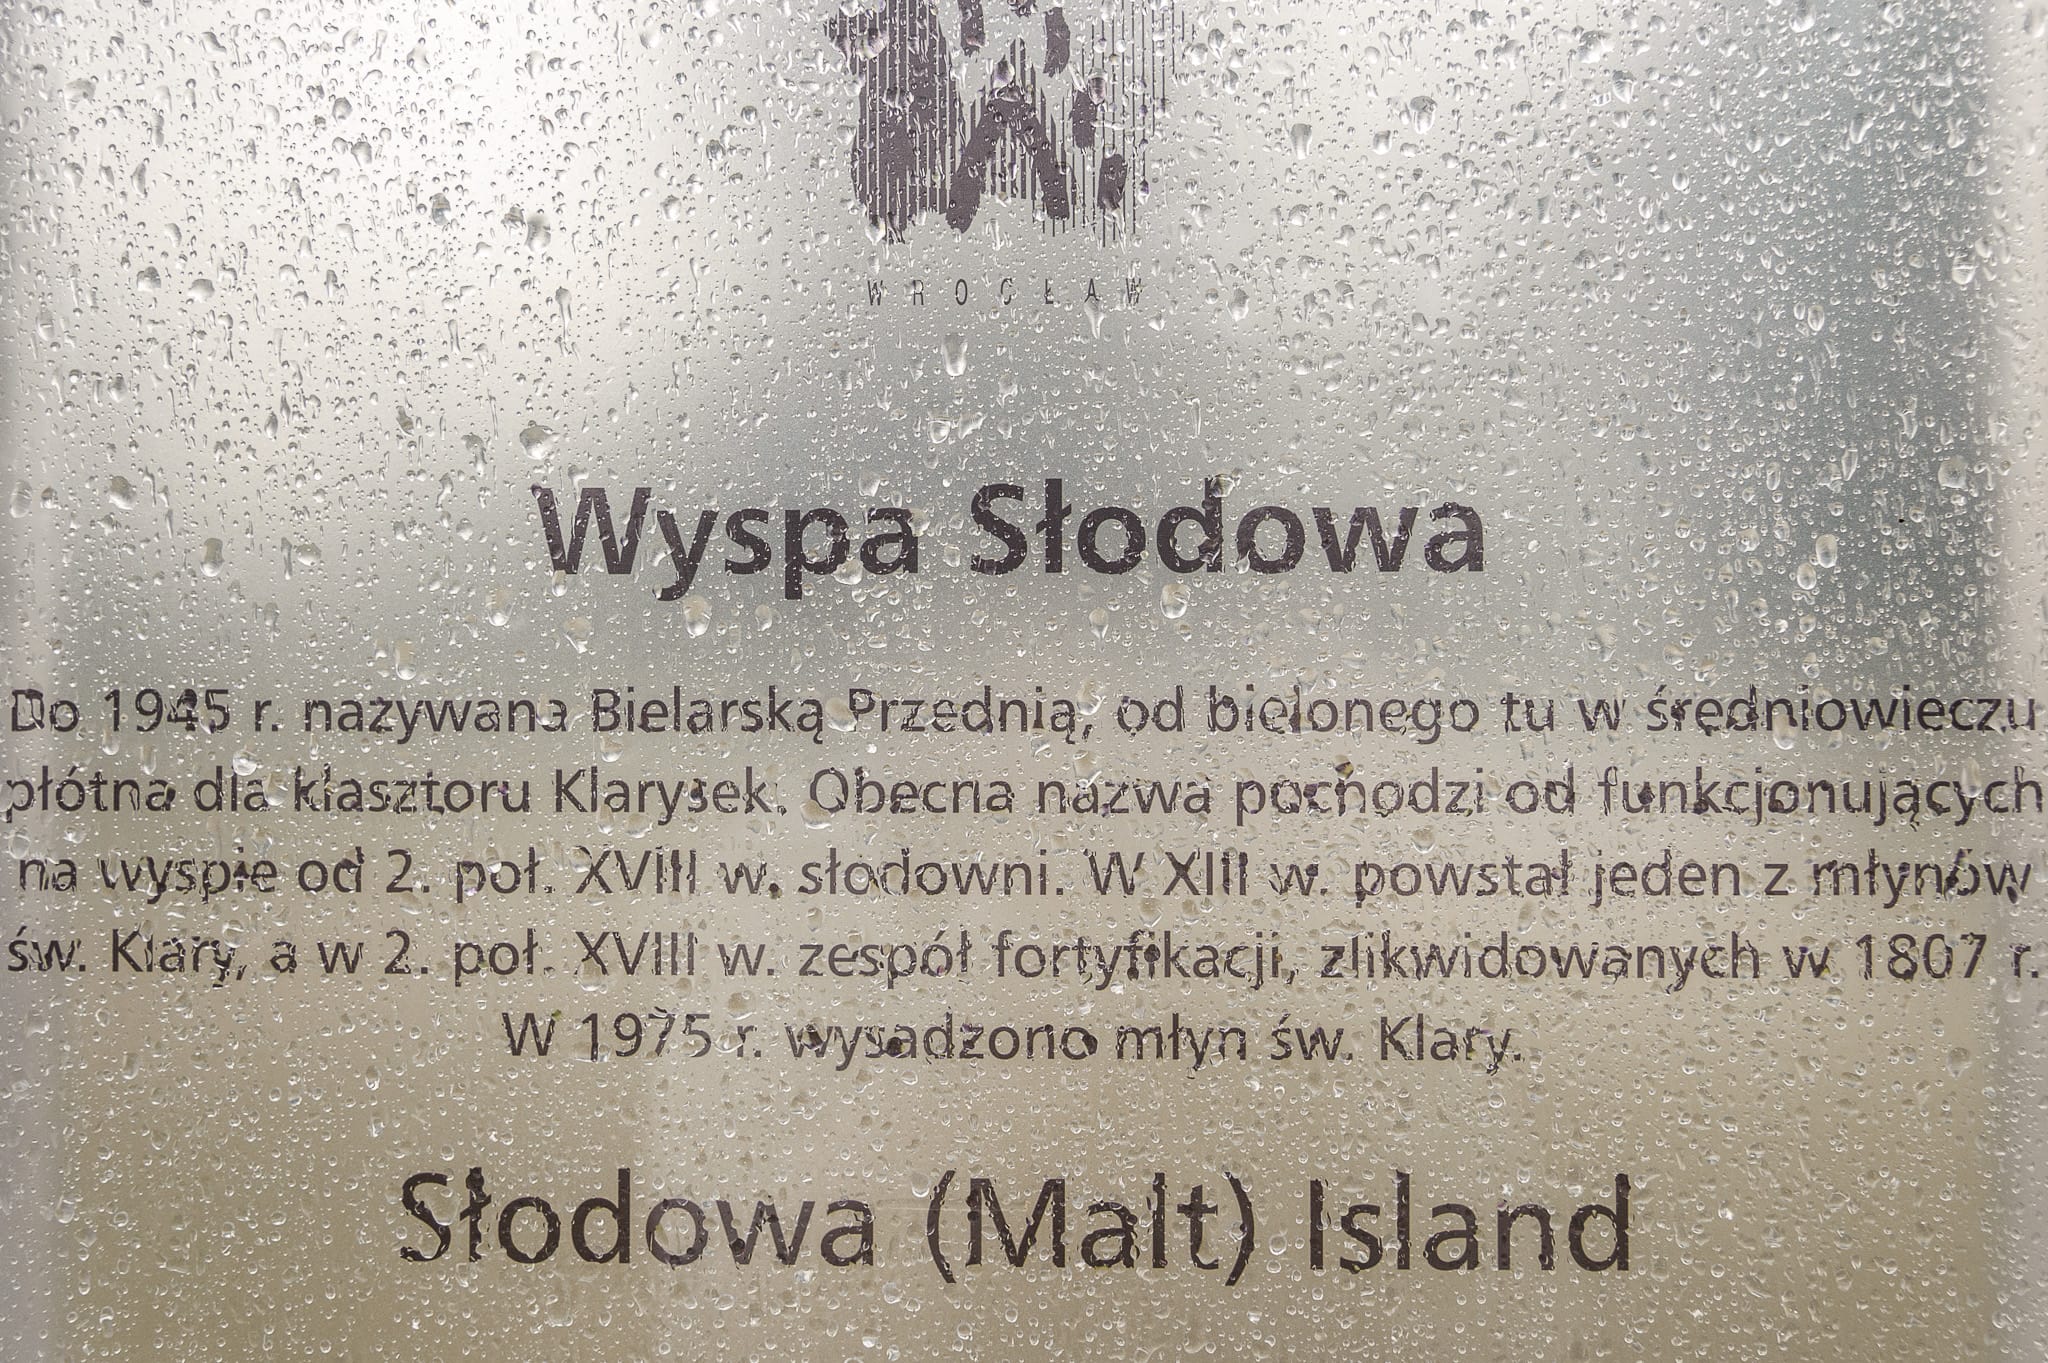 WROCŁAW
Wyspa Słodowa
Do 1945 r. nazywana Bielarską Przednią, od bielonego tu w średniowieczu
płótna dla klasztoru Klarysek. Obecna nazwa pochodzi od funkcjonujących
na wyspie od 2. poł. XVIII w. słodowni. W XIII w. powstał jeden z młynów
św. Klary, a w 2. poł. XVIII w. zespół fortyfikacji, zlikwidowanych w 1807 r.
W 1975 r. wysadzono młyn św. Klary.
Słodowa (Malt) Island